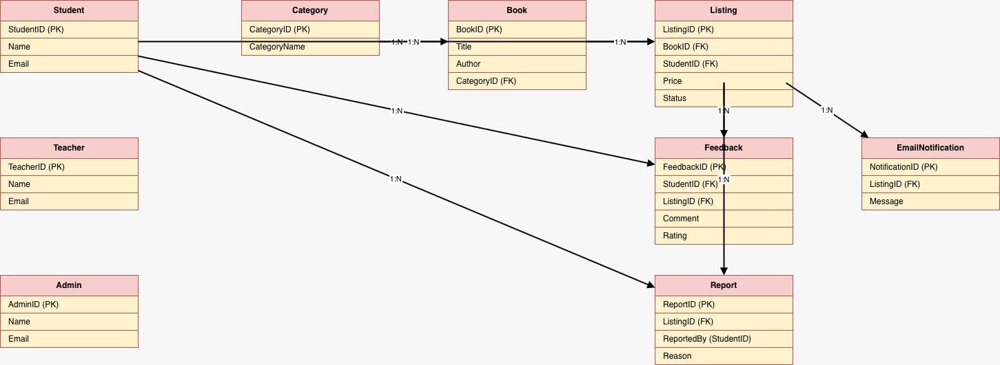 Student
StudentID (PK)
Name
Email
Category
CategoryID (PK)
CategoryName
Book
BookID (PK)
Title
Author
CategoryID (FK)
Listing
ListingID (PK)
BookID (FK)
StudentID (FK)
Price
Status
1:N
1:N
1:N
1:N
1:N
1:N
Teacher
TeacherID (PK)
Name
Email
Feedback
FeedbackID (PK)
StudentID (FK)
ListingID (FK)
Comment
Rating
EmailNotification
NotificationID (PK)
ListingID (FK)
Message
1:N
1:N
Admin
AdminID (PK)
Name
Email
Report
ReportID (PK)
ListingID (FK)
ReportedBy (StudentID)
Reason